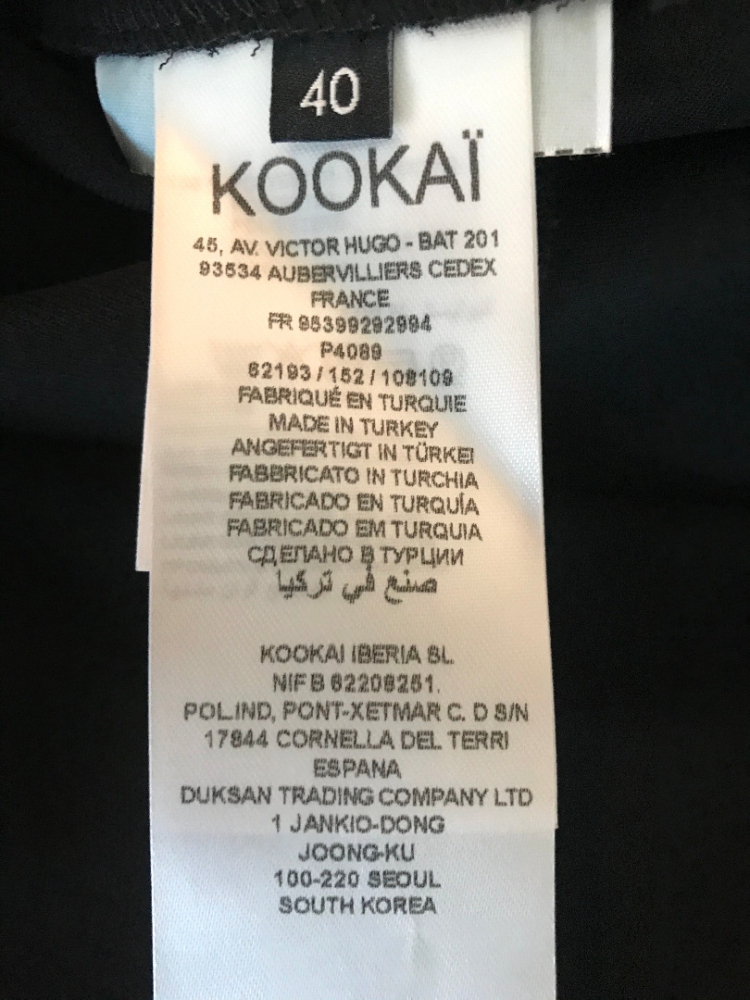 40
KOOKAÏ
45, AV. VICTOR HUGO - BAT 201
93534 AUBERVILLIERS CEDEX
FRANCE
FR 95399292994
P4089
62193 / 152 / 108109
FABRIQUÉ EN TURQUIE
MADE IN TURKEY
ANGEFERTIGT IN TÜRKEI
FABBRICATO IN TURCHIA
FABRICADO EN TURQUÍA
FABRICADO EM TURQUIA
СДЕЛАНО В ТУРЦИИ
صنع في تركيا
KOOKAI IBERIA SL.
NIF B 62208251.
POL.IND, PONT-XETMAR C. D S/N
17844 CORNELLA DEL TERRI
ESPANA
DUKSAN TRADING COMPANY LTD
1 JANKIO-DONG
JOONG-KU
100-220 SEOUL
SOUTH KOREA